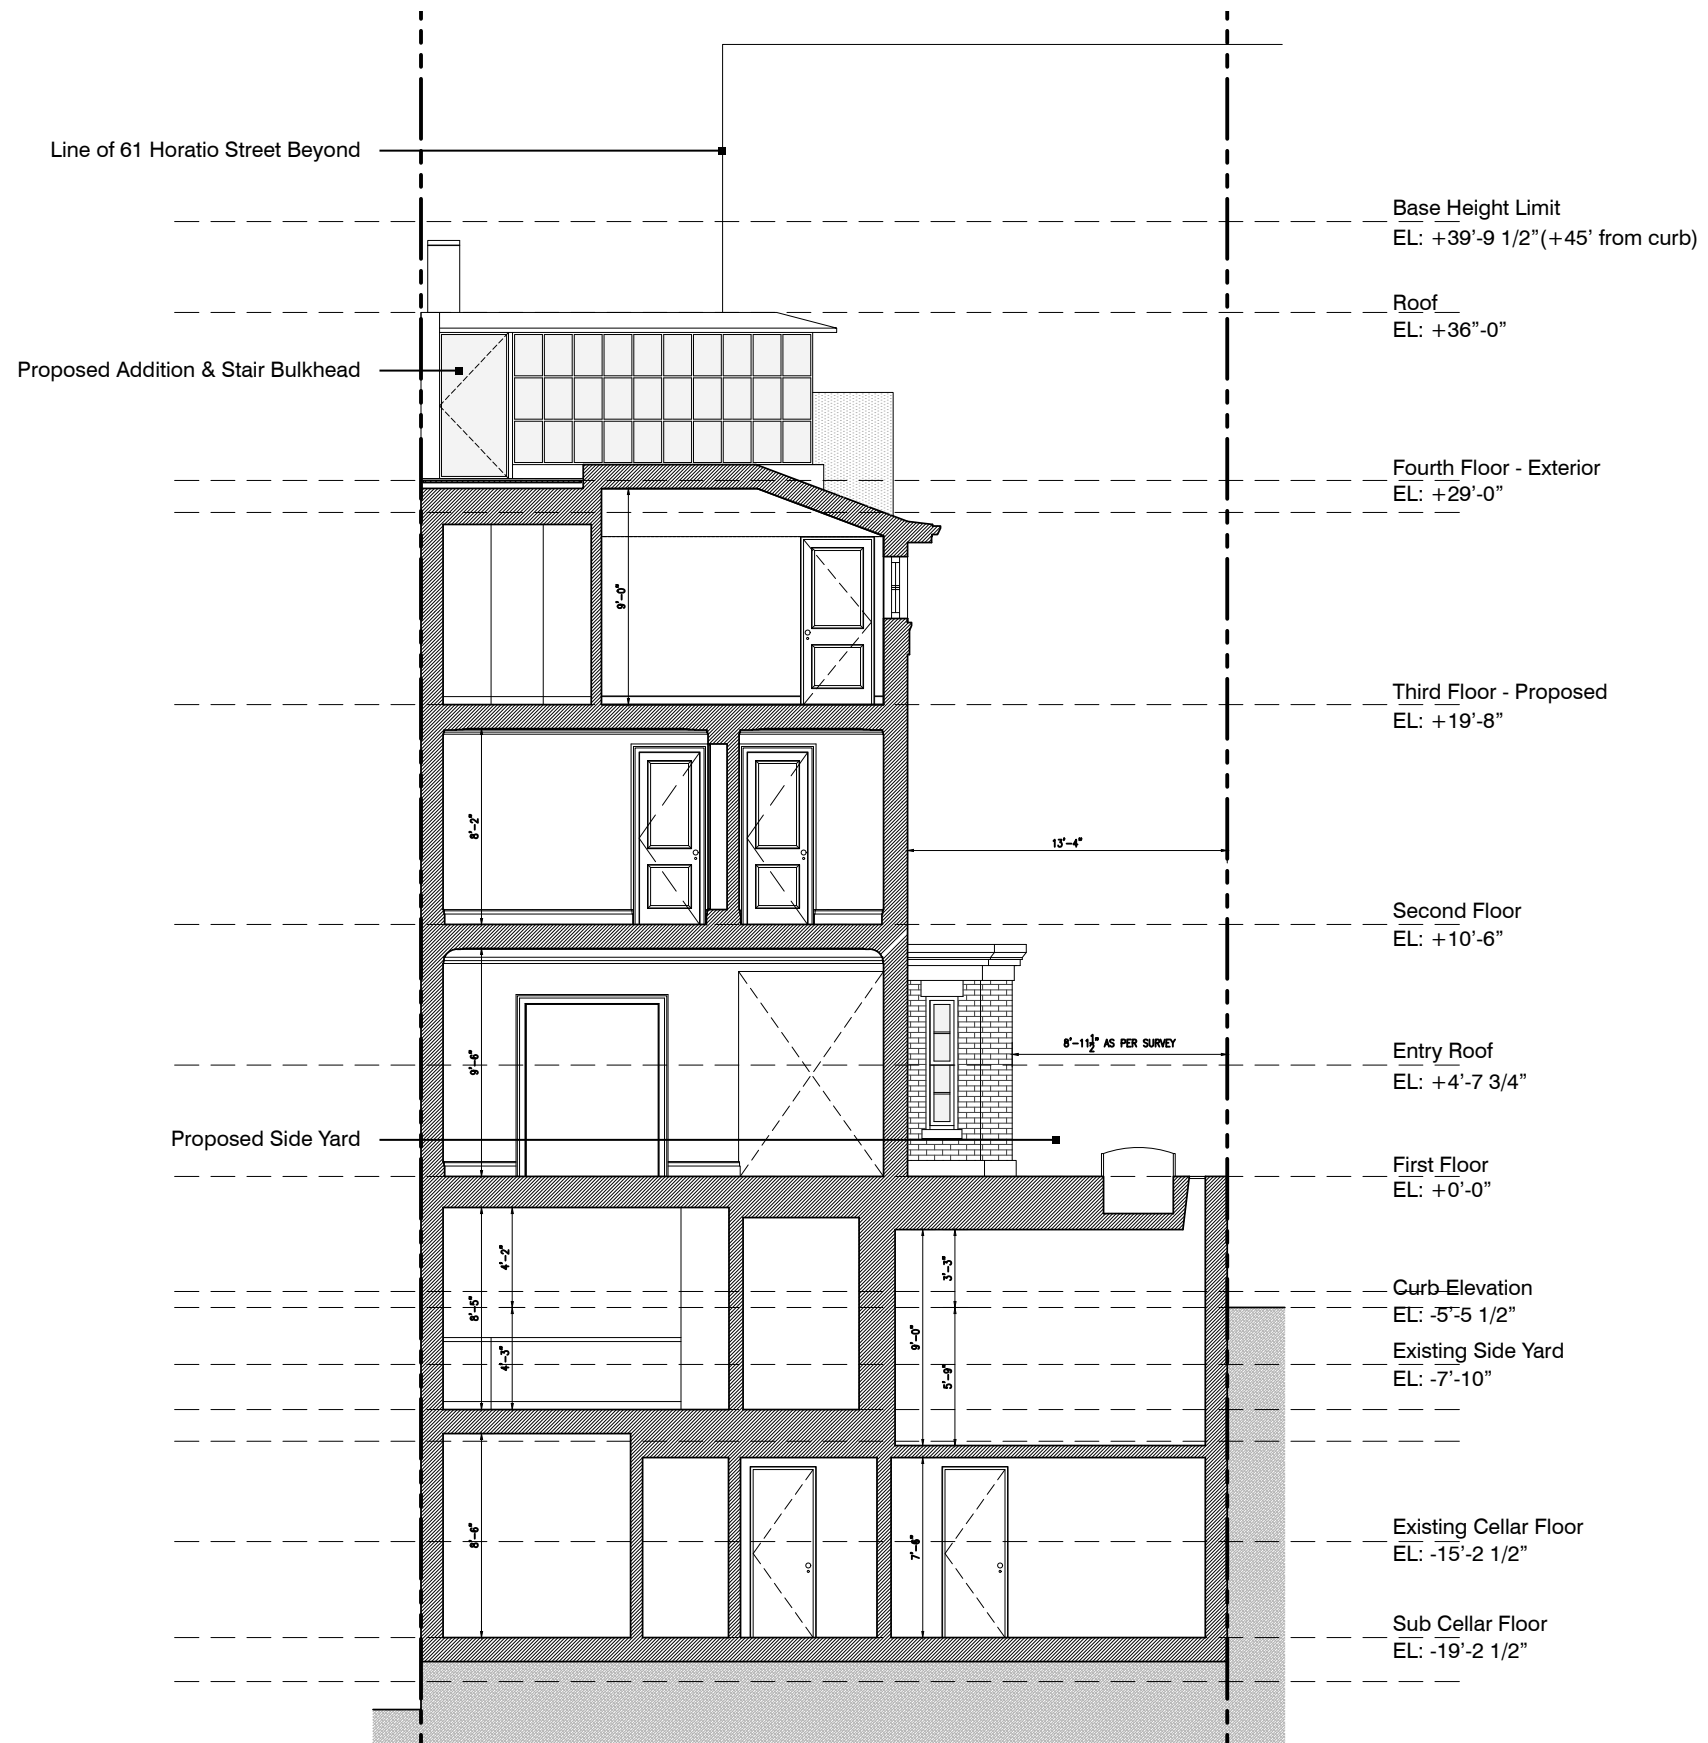 Line of 61 Horatio Street Beyond
Base Height Limit
EL: +39’-9 1/2”(+45’ from curb)
Roof
EL: +36”-0”
Proposed Addition & Stair Bulkhead
Fourth Floor - Exterior
EL: +29’-0”
9'-0"
Third Floor - Proposed
EL: +19’-8”
8'-2"
13'-4"
Second Floor
EL: +10’-6”
9'-6"
8'-11½" AS PER SURVEY
Entry Roof
EL: +4’-7 3/4”
Proposed Side Yard
First Floor
EL: +0’-0”
4'-2"
3'-3"
Curb Elevation
EL: -5’-5 1/2”
8'-5"
9'-0"
4'-3"
5'-9"
Existing Side Yard
EL: -7’-10”
8'-6"
7'-6"
Existing Cellar Floor
EL: -15’-2 1/2”
Sub Cellar Floor
EL: -19’-2 1/2”